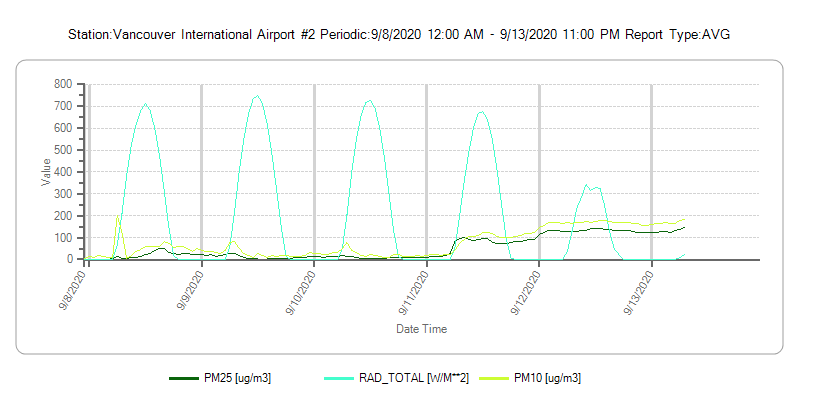 Station:Vancouver International Airport #2 Periodic:9/8/2020 12:00 AM - 9/13/2020 11:00 PM Report Type:AVG
800
700
600
500
400
300
200
100
0
Value
9/8/2020
9/9/2020
9/10/2020
9/11/2020
9/12/2020
9/13/2020
Date Time
PM25 [ug/m3]
RAD_TOTAL [W/M**2]
PM10 [ug/m3]